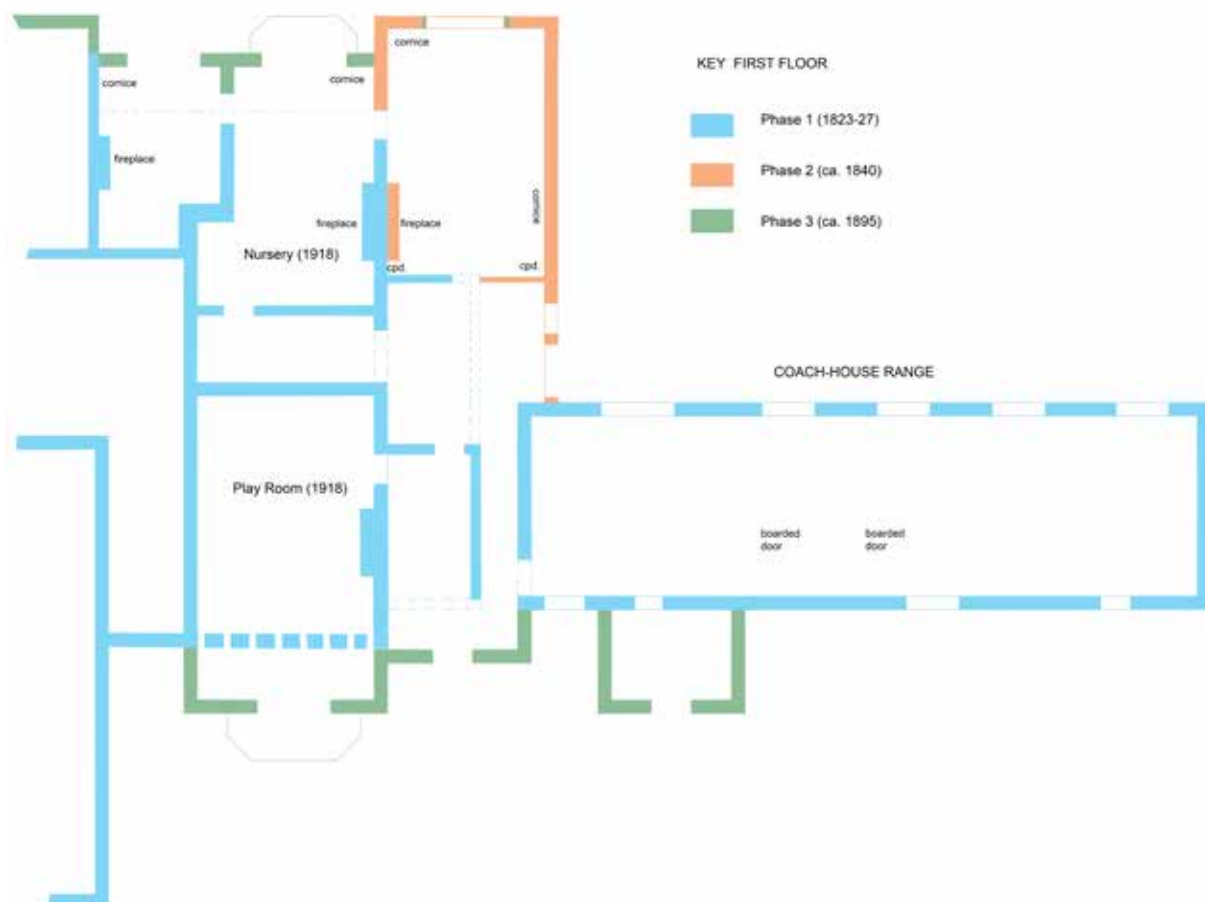 cornice
KEY FIRST FLOOR
cornice
cornice
Phase 1 (1823-27)
fireplace
Phase 2 (ca. 1840)
cornice
fireplace
fireplace
Phase 3 (ca. 1895)
Nursery (1918)
cpd.
cpd.
COACH-HOUSE RANGE
Play Room (1918)
boarded
door
boarded
door